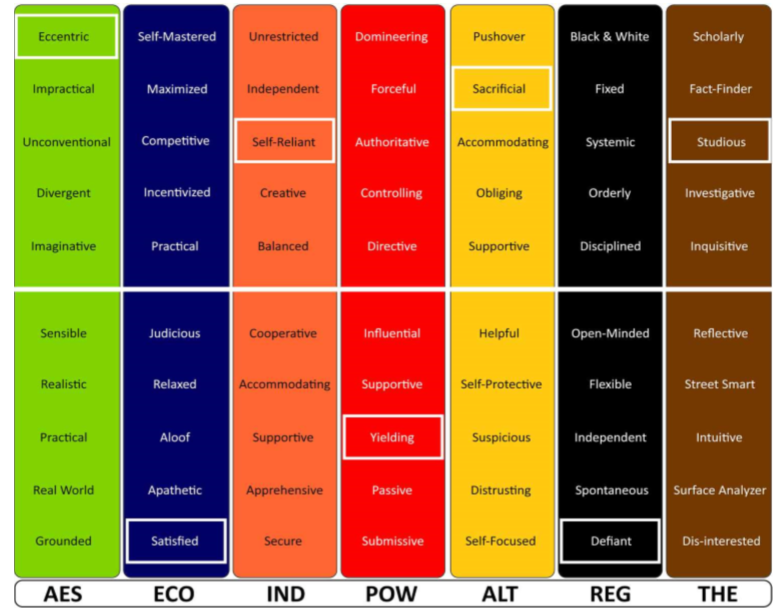 Eccentric Self-Mastered Unrestricted Domineering Pushover Black & White Scholarly
Impractical Maximized Independent Forceful Sacrificial Fixed Fact-Finder
Unconventional Competitive Self-Reliant Authoritative Accommodating Systemic Studious
Divergent Incentivized Creative Controlling Obliging Orderly Investigative
Imaginative Practical Balanced Directive Supportive Disciplined Inquisitive
Sensible Judicious Cooperative Influential Helpful Open-Minded Reflective
Realistic Relaxed Accommodating Supportive Self-Protective Flexible Street Smart
Practical Aloof Supportive Yielding Suspicious Independent Intuitive
Real World Apathetic Apprehensive Passive Distrusting Spontaneous Surface Analyzer
Grounded Satisfied Secure Submissive Self-Focused Defiant Dis-interested
AES ECO IND POW ALT REG THE